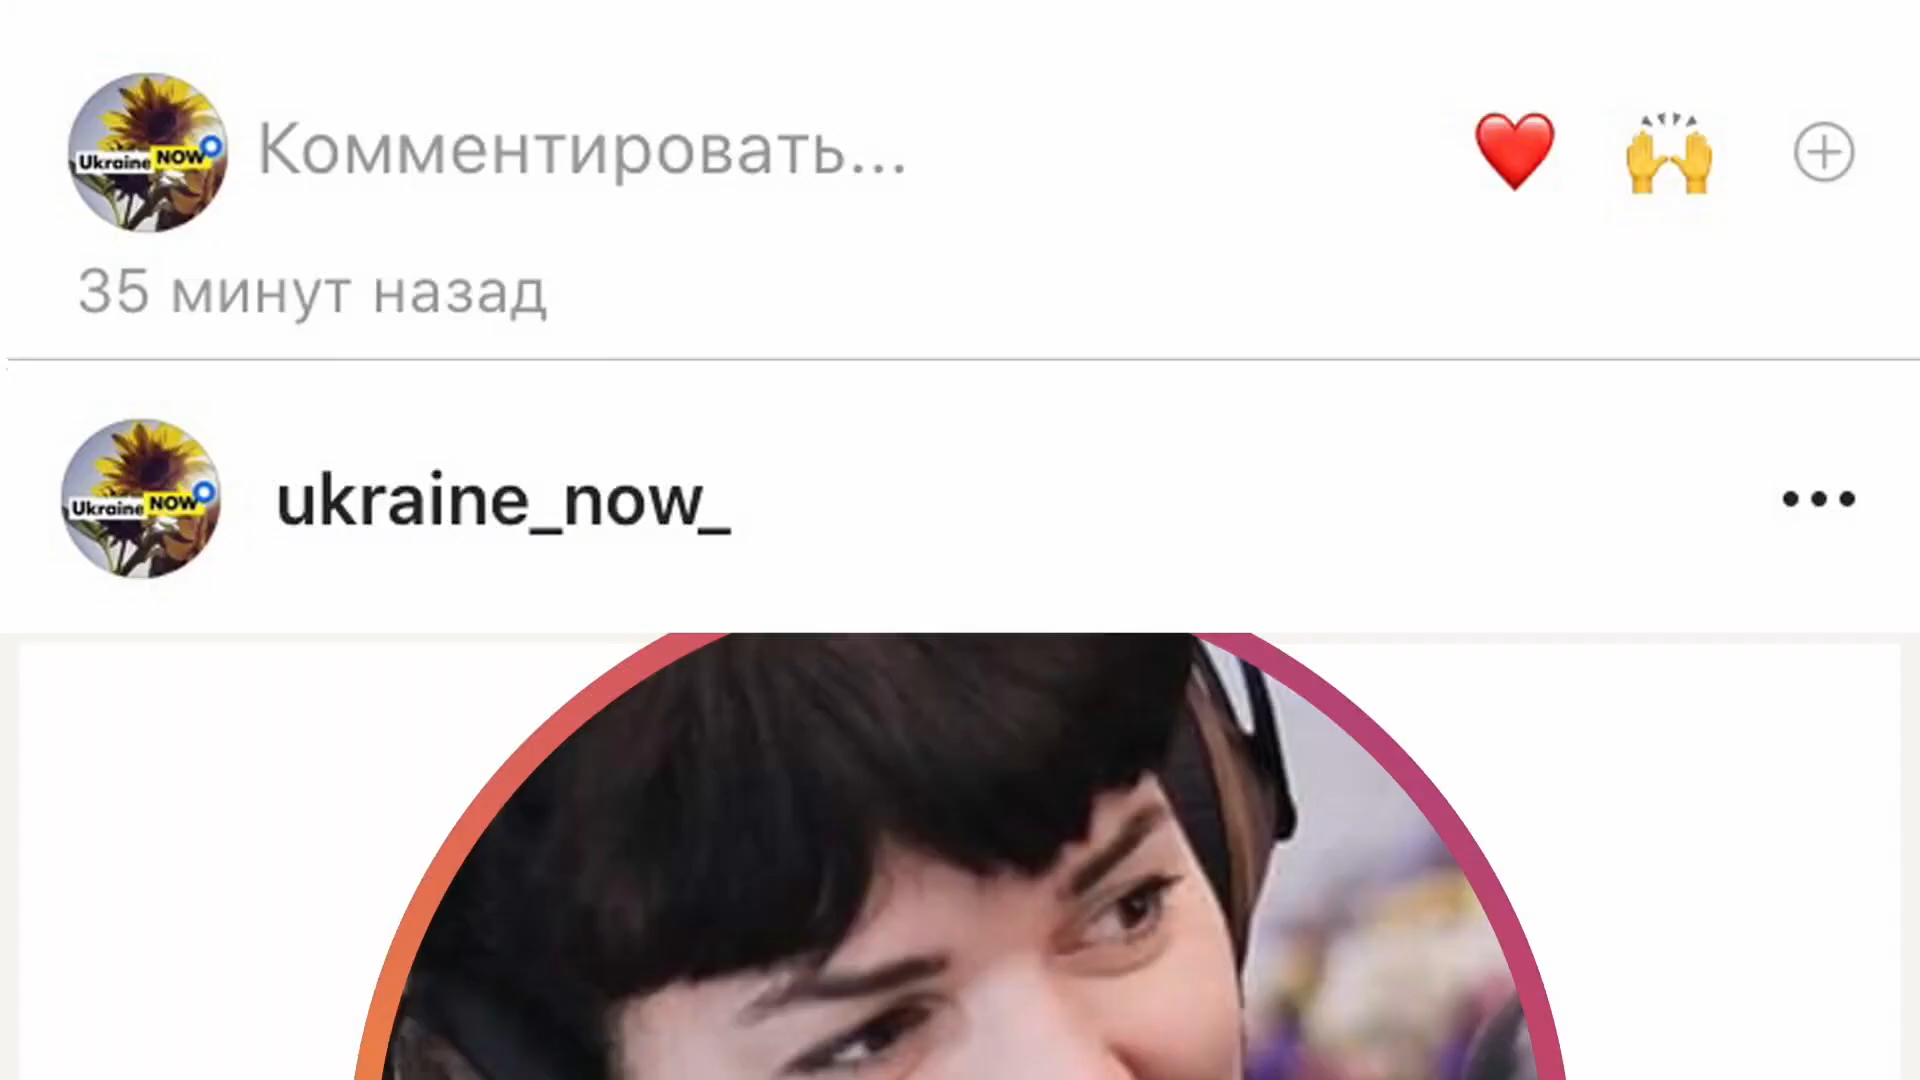 Ukraine NOW
Комментировать...
35 минут назад
Ukraine NOW
ukraine_now_